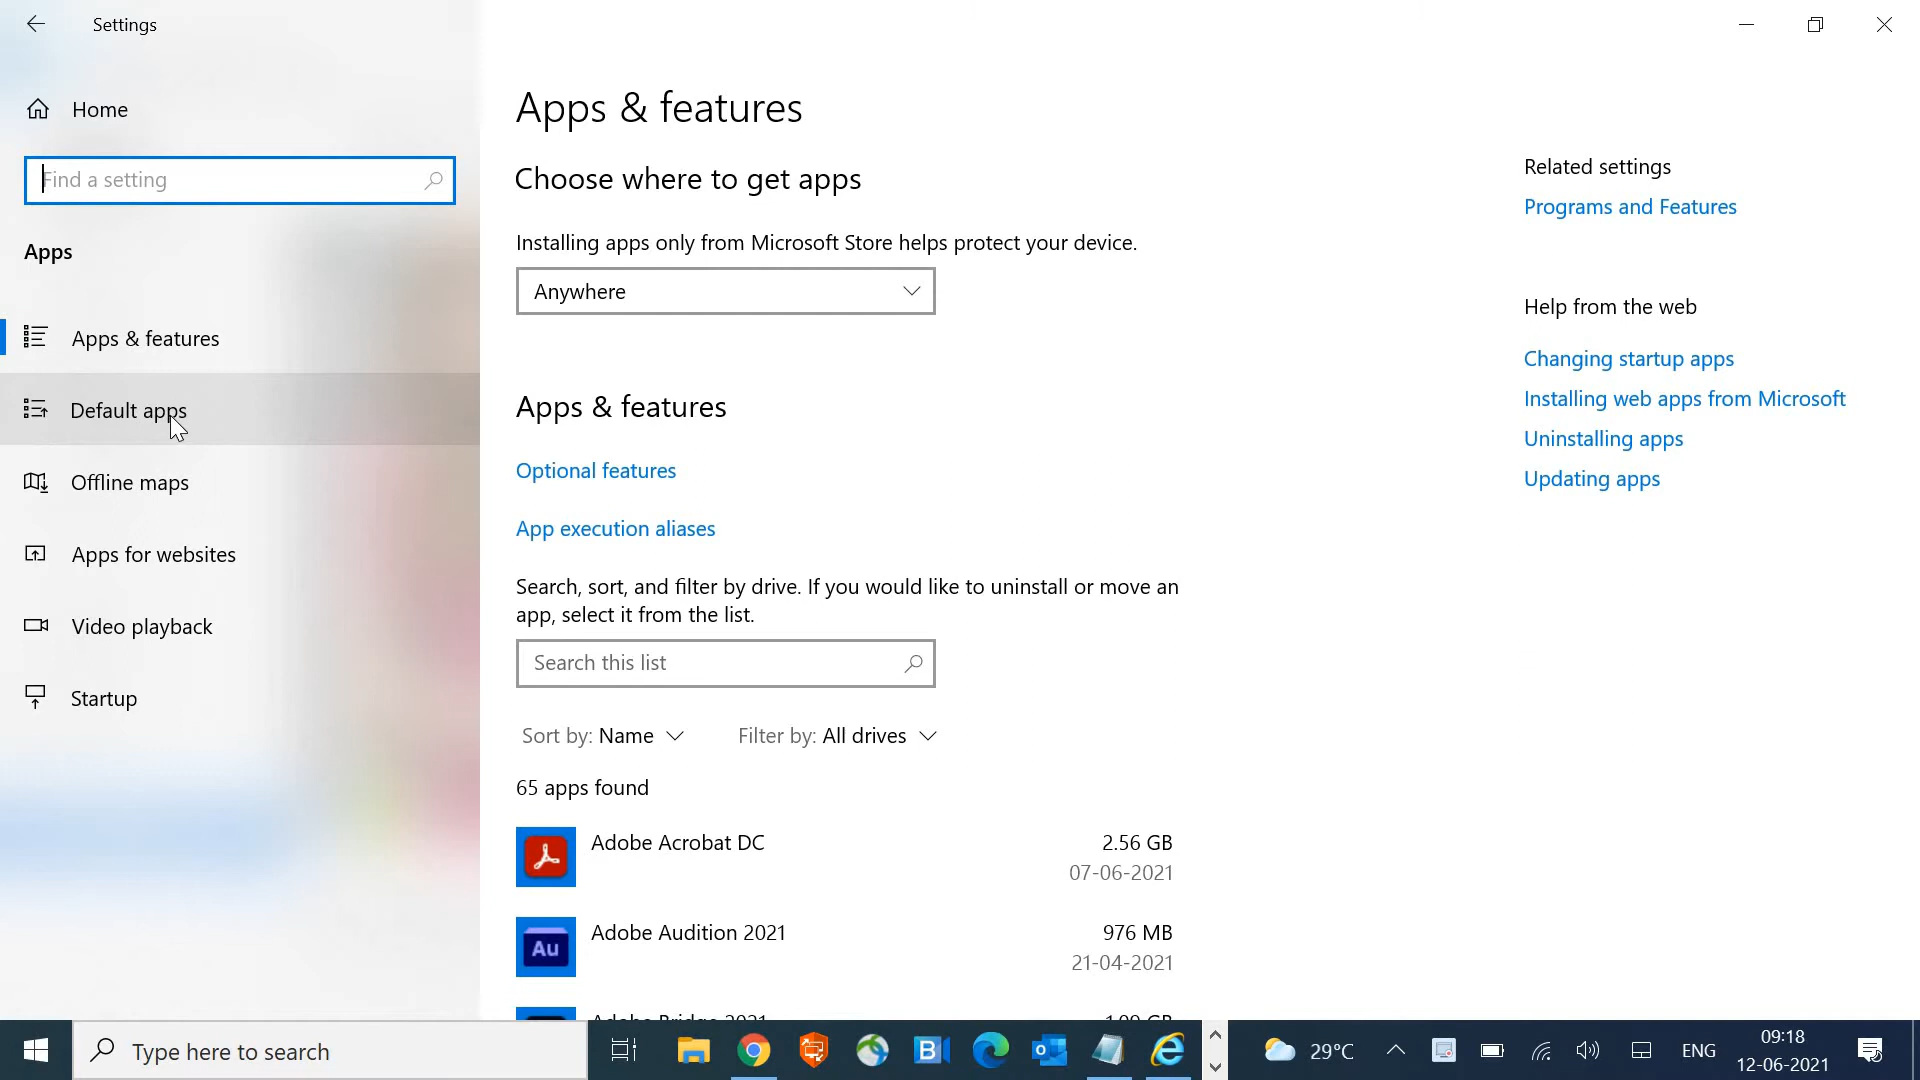 Settings
Home
Find a setting
Apps
Apps & features
Default apps
Offline maps
Apps for websites
Video playback
Startup
Apps & features
Choose where to get apps
Installing apps only from Microsoft Store helps protect your device.
Anywhere
Apps & features
Optional features
App execution aliases
Search, sort, and filter by drive. If you would like to uninstall or move an
app, select it from the list.
Search this list
Sort by: Name
Filter by: All drives
65 apps found
Adobe Acrobat DC
2.56 GB
07-06-2021
Au
Adobe Audition 2021
976 MB
21-04-2021
Adobe Bridge 2021
1.09 GB
Related settings
Programs and Features
Help from the web
Changing startup apps
Installing web apps from Microsoft
Uninstalling apps
Updating apps
Type here to search
B
29°C
ENG
09:18
12-06-2021